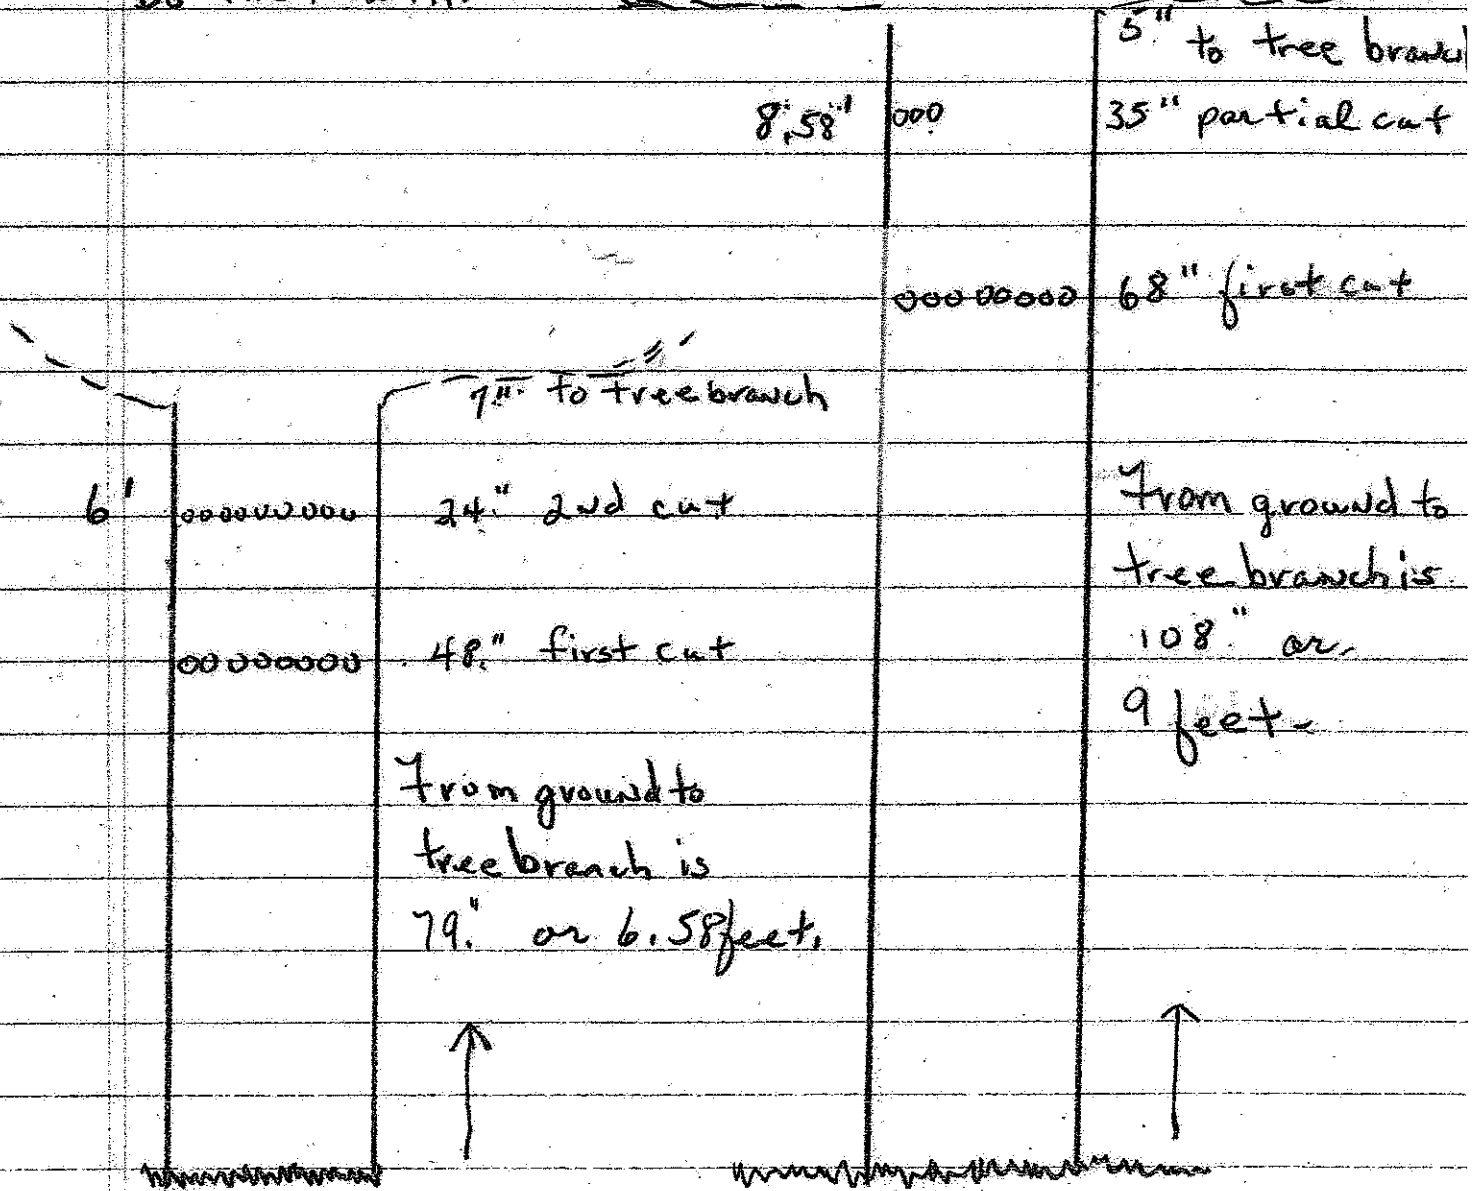 5" to tree branch
8.58' 35" partial cut
68" first cut
7" to tree branch
6' 24" 2nd cut
48" first cut
From ground to
tree branch is
108" or
9 feet.
From ground to
tree branch is
79" or 6.58 feet.